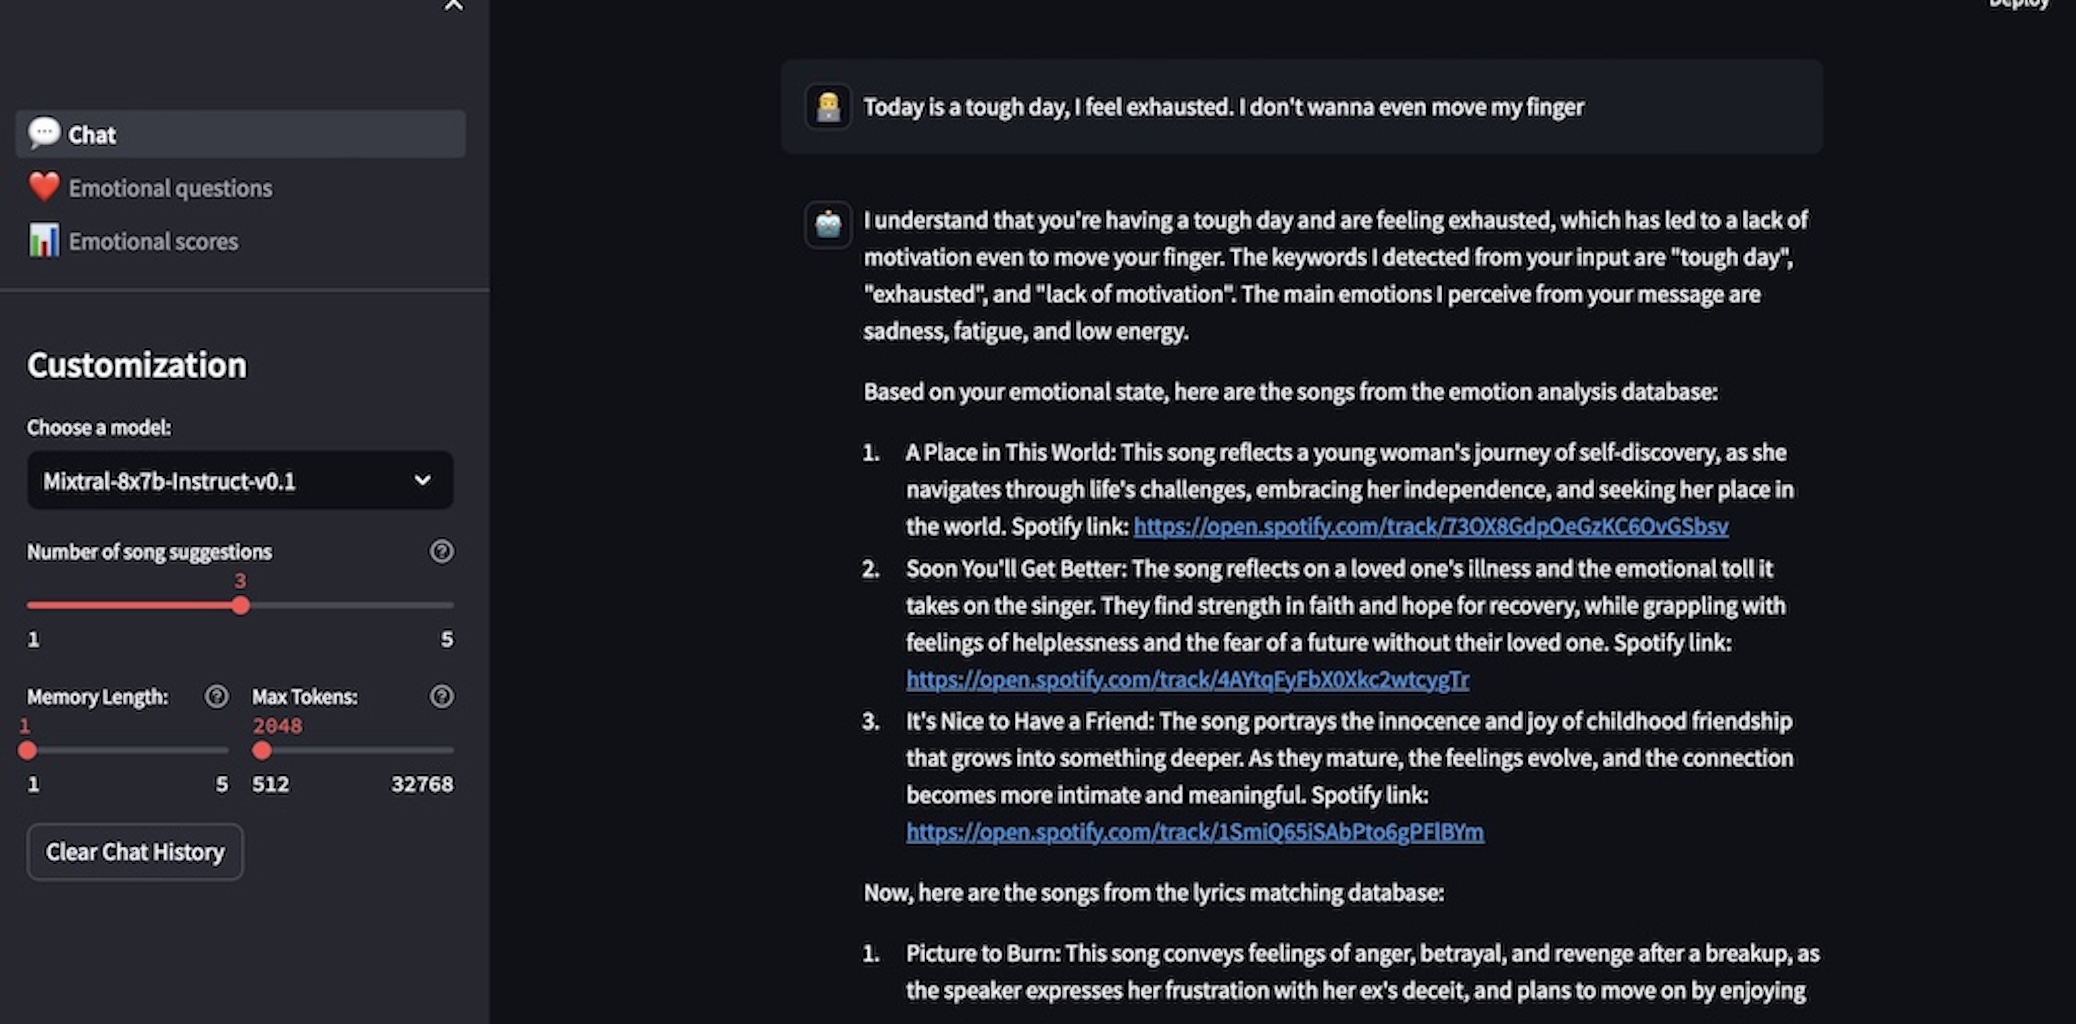 Deploy
Chat
Emotional questions
Emotional scores
Customization
Choose a model:
Mixtral-8x7b-Instruct-v0.1
Number of song suggestions
3
1 5
Memory Length: Max Tokens:
1 2048
1 5 512 32768
Clear Chat History
Today is a tough day, I feel exhausted. I don't wanna even move my finger
I understand that you're having a tough day and are feeling exhausted, which has led to a lack of
motivation even to move your finger. The keywords I detected from your input are "tough day",
"exhausted", and "lack of motivation". The main emotions I perceive from your message are
sadness, fatigue, and low energy.
Based on your emotional state, here are the songs from the emotion analysis database:
1. A Place in This World: This song reflects a young woman's journey of self-discovery, as she
navigates through life's challenges, embracing her independence, and seeking her place in
the world. Spotify link: https://open.spotify.com/track/73OX8GdpOeGzKC6OvGSbsv
2. Soon You'll Get Better: The song reflects on a loved one's illness and the emotional toll it
takes on the singer. They find strength in faith and hope for recovery, while grappling with
feelings of helplessness and the fear of a future without their loved one. Spotify link:
https://open.spotify.com/track/4AYtqFyFbX0Xkc2wtcygTr
3. It's Nice to Have a Friend: The song portrays the innocence and joy of childhood friendship
that grows into something deeper. As they mature, the feelings evolve, and the connection
becomes more intimate and meaningful. Spotify link:
https://open.spotify.com/track/1SmiQ65iSAbPto6gPFlBYm
Now, here are the songs from the lyrics matching database:
1. Picture to Burn: This song conveys feelings of anger, betrayal, and revenge after a breakup, as
the speaker expresses her frustration with her ex's deceit, and plans to move on by enjoying